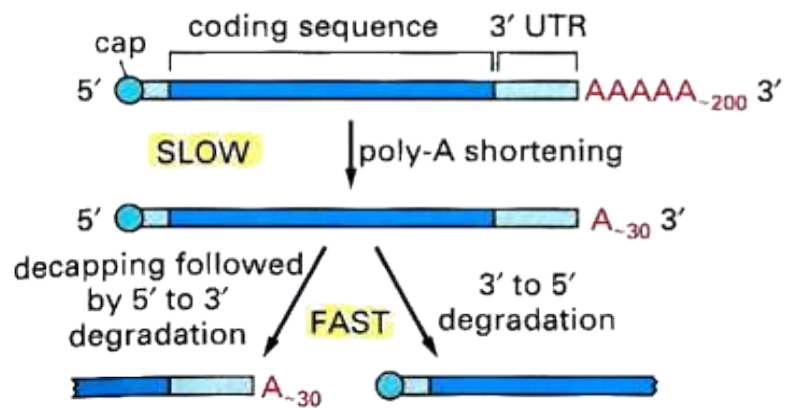 coding sequence 3′ UTR
cap
5′ AAAAA~200 3′
SLOW poly-A shortening
5′ A~30 3′
decapping followed
by 5′ to 3′
degradation
FAST
3′ to 5′
degradation
A~30